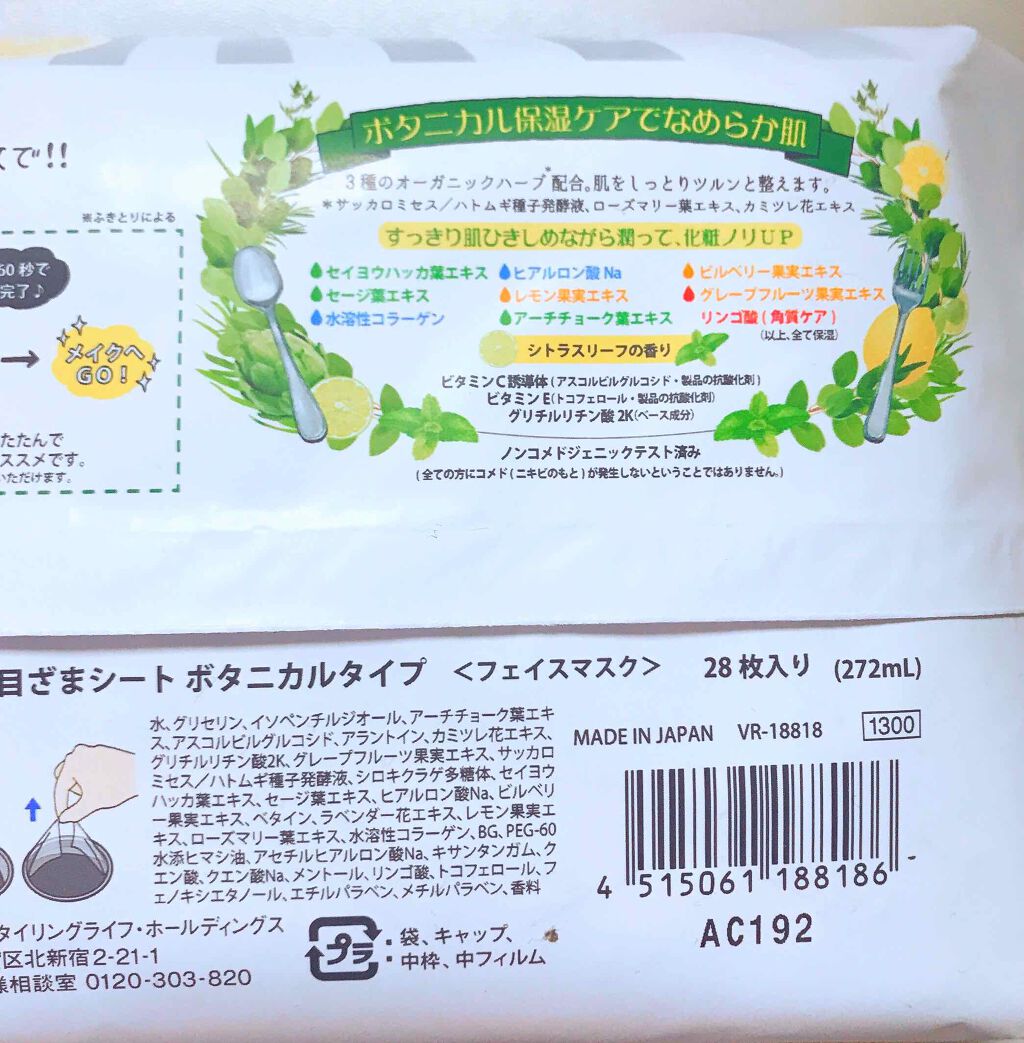 てで!!
※ふきとりによる
60秒で
完了♪
メイクへ
GO!
たたんで
ススメです。
いただけます。
ボタニカル保湿ケアでなめらか肌
3種のオーガニックハーブ*配合。肌をしっとりツルンと整えます。
*サッカロミセス/ハトムギ種子発酵液、ローズマリー葉エキス、カミツレ花エキス
すっきり肌ひきしめながら潤って、化粧ノリUP
セイヨウハッカ葉エキス ヒアルロン酸Na ビルベリー果実エキス
セージ葉エキス レモン果実エキス グレープフルーツ果実エキス
水溶性コラーゲン アーチチョーク葉エキス リンゴ酸(角質ケア)
(以上、全て保湿)
シトラスリーフの香り
ビタミンC誘導体(アスコルビルグルコシド・製品の抗酸化剤)
ビタミンE(トコフェロール・製品の抗酸化剤)
グリチルリチン酸2K(ベース成分)
ノンコメドジェニックテスト済み
(全ての方にコメド(ニキビのもと)が発生しないということではありません。)
目ざまシート ボタニカルタイプ <フェイスマスク> 28枚入り (272mL)
水、グリセリン、イソペンチルジオール、アーチチョーク葉エキ
ス、アスコルビルグルコシド、アラントイン、カミツレ花エキス、
グリチルリチン酸2K、グレープフルーツ果実エキス、サッカロ
ミセス/ハトムギ種子発酵液、シロキクラゲ多糖体、セイヨウ
ハッカ葉エキス、セージ葉エキス、ヒアルロン酸Na、ビルベリ
ー果実エキス、ベタイン、ラベンダー花エキス、レモン果実エ
キス、ローズマリー葉エキス、水溶性コラーゲン、BG、PEG-60
水添ヒマシ油、アセチルヒアルロン酸Na、キサンタンガム、ク
エン酸、クエン酸Na、メントール、リンゴ酸、トコフェロール、フ
ェノキシエタノール、エチルパラベン、メチルパラベン、香料
MADE IN JAPAN VR-18818 1300
4 515061 188186
AC192
タイリングライフ・ホールディングス
区北新宿2-21-1
様相談室 0120-303-820
プラ
・袋、キャップ、
・中枠、中フィルム